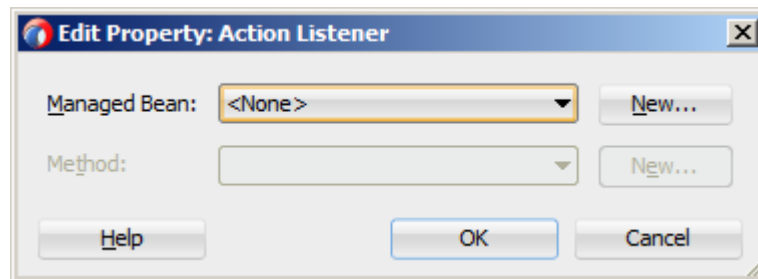 Edit Property: Action Listener
Managed Bean: <None> New...
Method: New...
Help OK Cancel